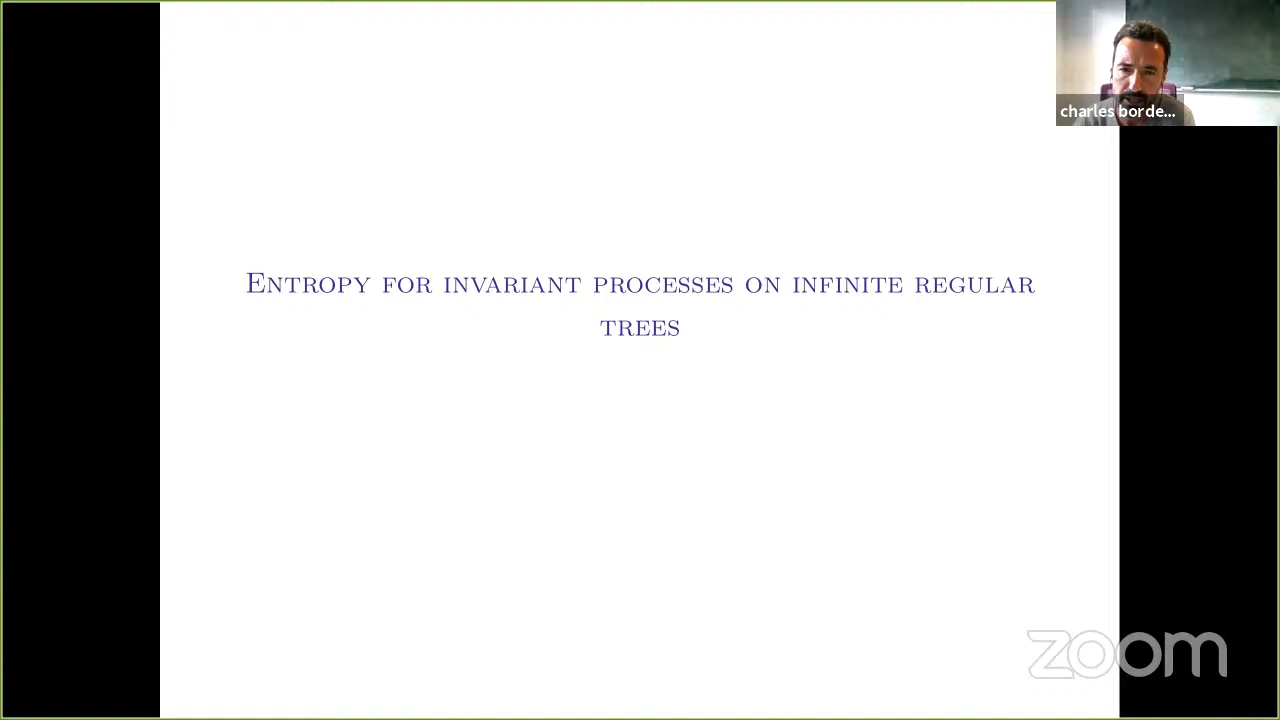 charles borde...
ENTROPY FOR INVARIANT PROCESSES ON INFINITE REGULAR
TREES
zoom